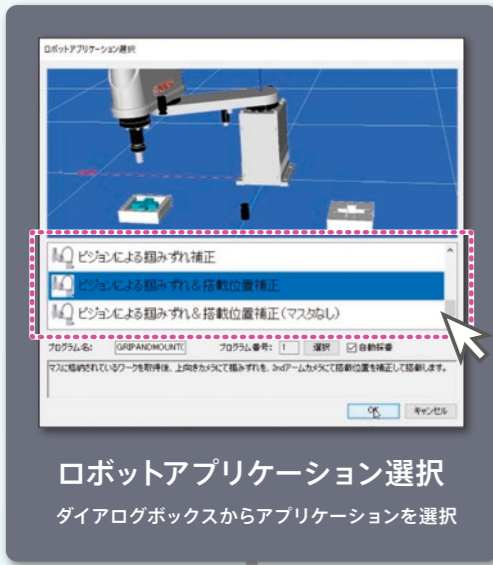 ロボットアプリケーション選択
ビジョンによる掴みずれ補正
ビジョンによる掴みずれ&搭載位置補正
ビジョンによる掴みずれ&搭載位置補正(マスタなし)
プログラム名: GRIPANDMOUNTC プログラム番号: 1 選択 自動採番
マスに格納されているワークを取得後、上向きカメラにて掴みずれを、2ndアームカメラにて搭載位置を補正して搭載します。
OK キャンセル
ロボットアプリケーション選択
ダイアログボックスからアプリケーションを選択